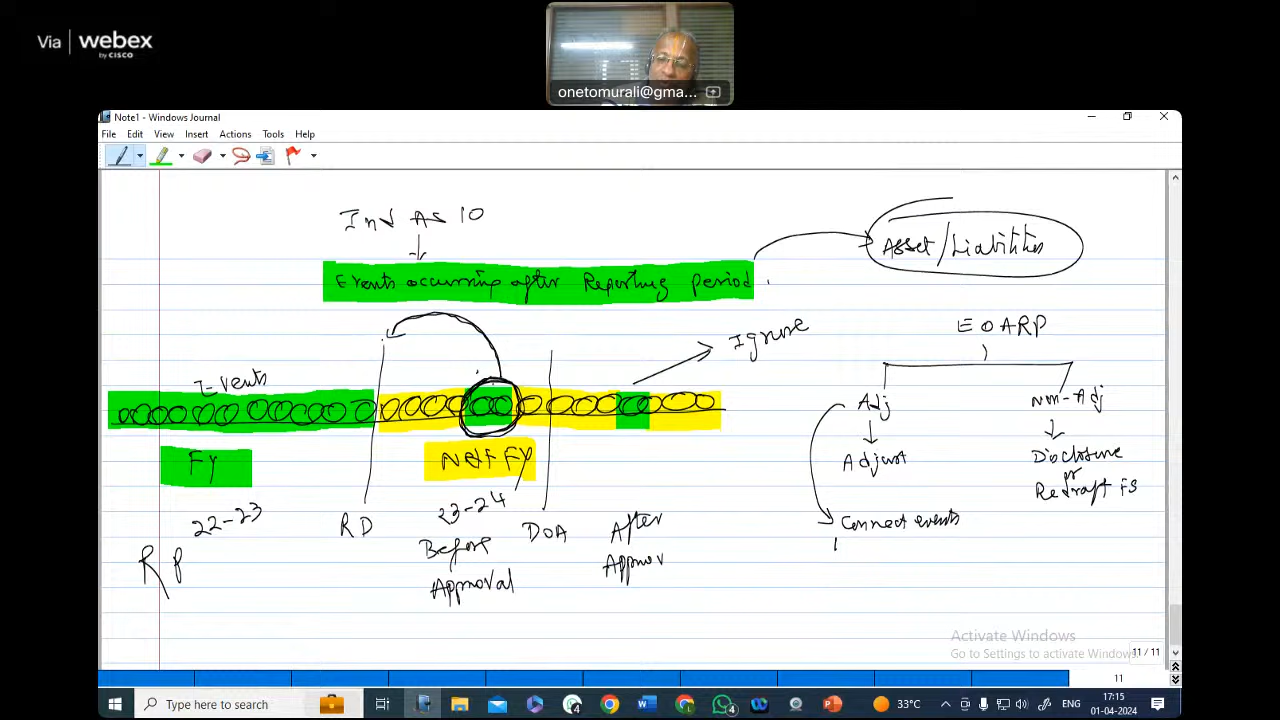 Via webex
by CISCO
onetomurali@gma...
Note1 - Windows Journal
File Edit View Insert Actions Tools Help
Ind AS 10
Asset/Liabilities
Events occurring after Reporting period.
EOARP
Ignore
Events
Adj
Non-Adj
Adjust
Disclosure
or
Redraft FS
FY
Next FY
22-23
RD
23-24
DOA
After
Approv
Before
Approval
RP
Connect events
Activate Windows
Go to Settings to activate Windows.
11 / 11
11
Type here to search
33°C
ENG
17:15
01-04-2024